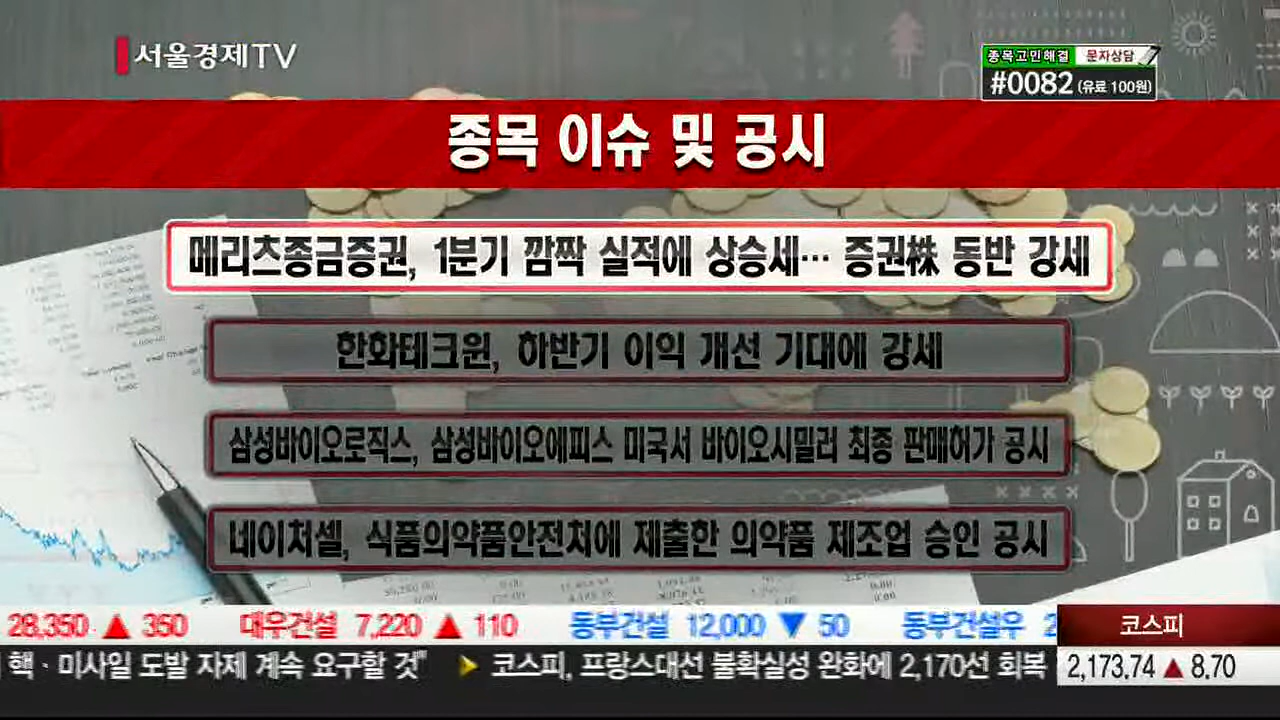 서울경제TV
종목고민해결 문자상담
#0082 (유료 100원)
종목 이슈 및 공시
메리츠종금증권, 1분기 깜짝 실적에 상승세… 증권株 동반 강세
한화테크윈, 하반기 이익 개선 기대에 강세
삼성바이오로직스, 삼성바이오에피스 미국서 바이오시밀러 최종 판매허가 공시
네이처셀, 식품의약품안전처에 제출한 의약품 제조업 승인 공시
28,350 ▲ 350 대우건설 7,220 ▲ 110 동부건설 12,000 ▼ 50 동부건설우 2
코스피
핵·미사일 도발 자제 계속 요구할 것" ▶ 코스피, 프랑스대선 불확실성 완화에 2,170선 회복
2,173.74 ▲ 8.70